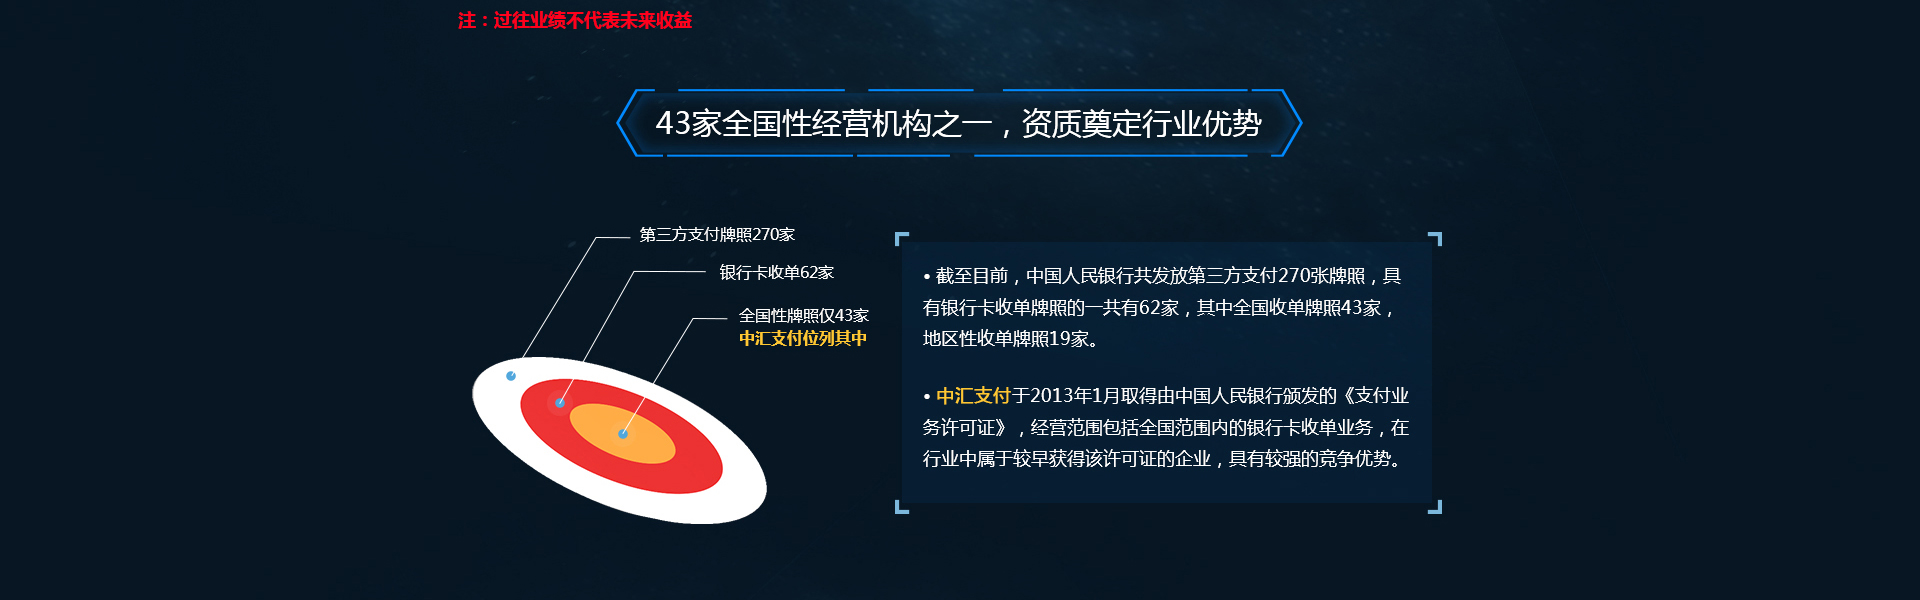 注：过往业绩不代表未来收益
43家全国性经营机构之一，资质奠定行业优势
第三方支付牌照270家
银行卡收单62家
全国性牌照仅43家
中汇支付位列其中
• 截至目前，中国人民银行共发放第三方支付270张牌照，具
有银行卡收单牌照的一共有62家，其中全国收单牌照43家，
地区性收单牌照19家。
• 中汇支付于2013年1月取得由中国人民银行颁发的《支付业
务许可证》，经营范围包括全国范围内的银行卡收单业务，在
行业中属于较早获得该许可证的企业，具有较强的竞争优势。